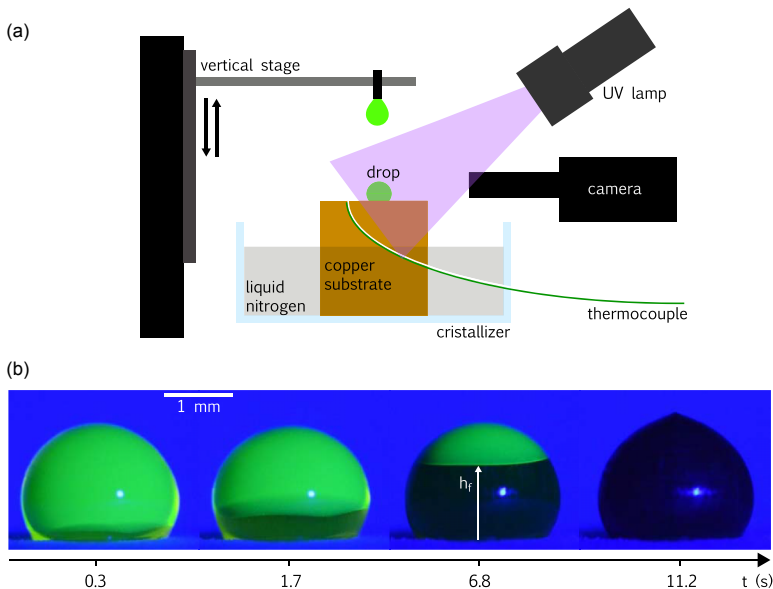 (a)
vertical stage
UV lamp
drop
camera
copper
substrate
liquid
nitrogen
thermocouple
cristallizer
(b)
1 mm
hf
0.3
1.7
6.8
11.2
t (s)